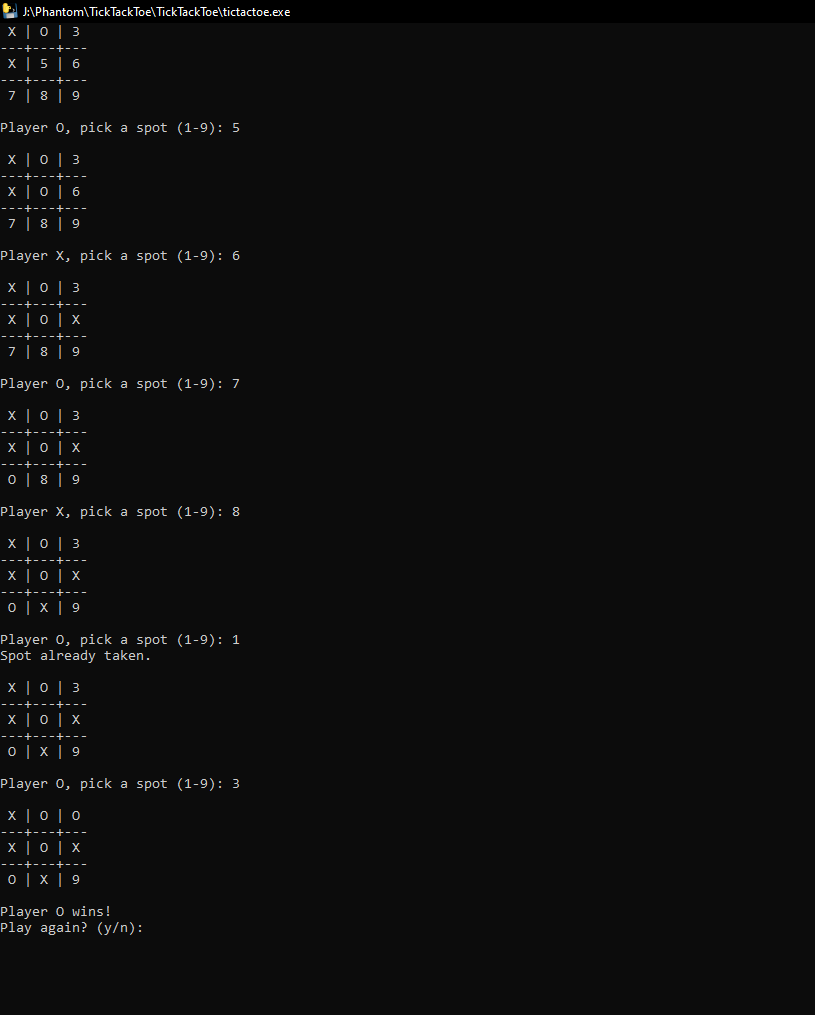 J:\Phantom\TickTackToe\TickTackToe\tictactoe.exe
 X | O | 3
---+---+---
 X | 5 | 6
---+---+---
 7 | 8 | 9

Player O, pick a spot (1-9): 5

 X | O | 3
---+---+---
 X | O | 6
---+---+---
 7 | 8 | 9

Player X, pick a spot (1-9): 6

 X | O | 3
---+---+---
 X | O | X
---+---+---
 7 | 8 | 9

Player O, pick a spot (1-9): 7

 X | O | 3
---+---+---
 X | O | X
---+---+---
 O | 8 | 9

Player X, pick a spot (1-9): 8

 X | O | 3
---+---+---
 X | O | X
---+---+---
 O | X | 9

Player O, pick a spot (1-9): 1
Spot already taken.

 X | O | 3
---+---+---
 X | O | X
---+---+---
 O | X | 9

Player O, pick a spot (1-9): 3

 X | O | O
---+---+---
 X | O | X
---+---+---
 O | X | 9

Player O wins!
Play again? (y/n):